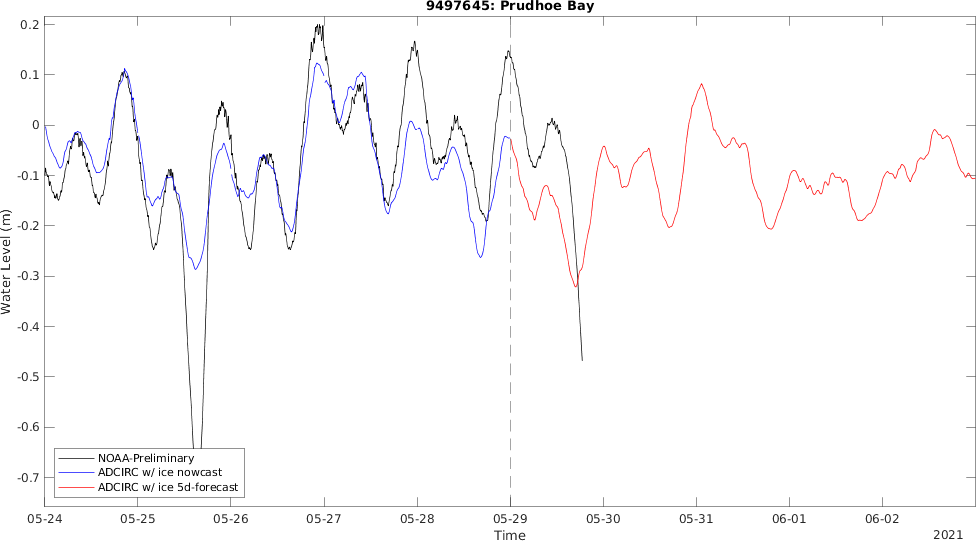 9497645: Prudhoe Bay
0.2
0.1
0
-0.1
-0.2
-0.3
-0.4
-0.5
-0.6
-0.7
Water Level (m)
NOAA-Preliminary
ADCIRC w/ ice nowcast
ADCIRC w/ ice 5d-forecast
05-24 05-25 05-26 05-27 05-28 05-29 05-30 05-31 06-01 06-02
Time
2021